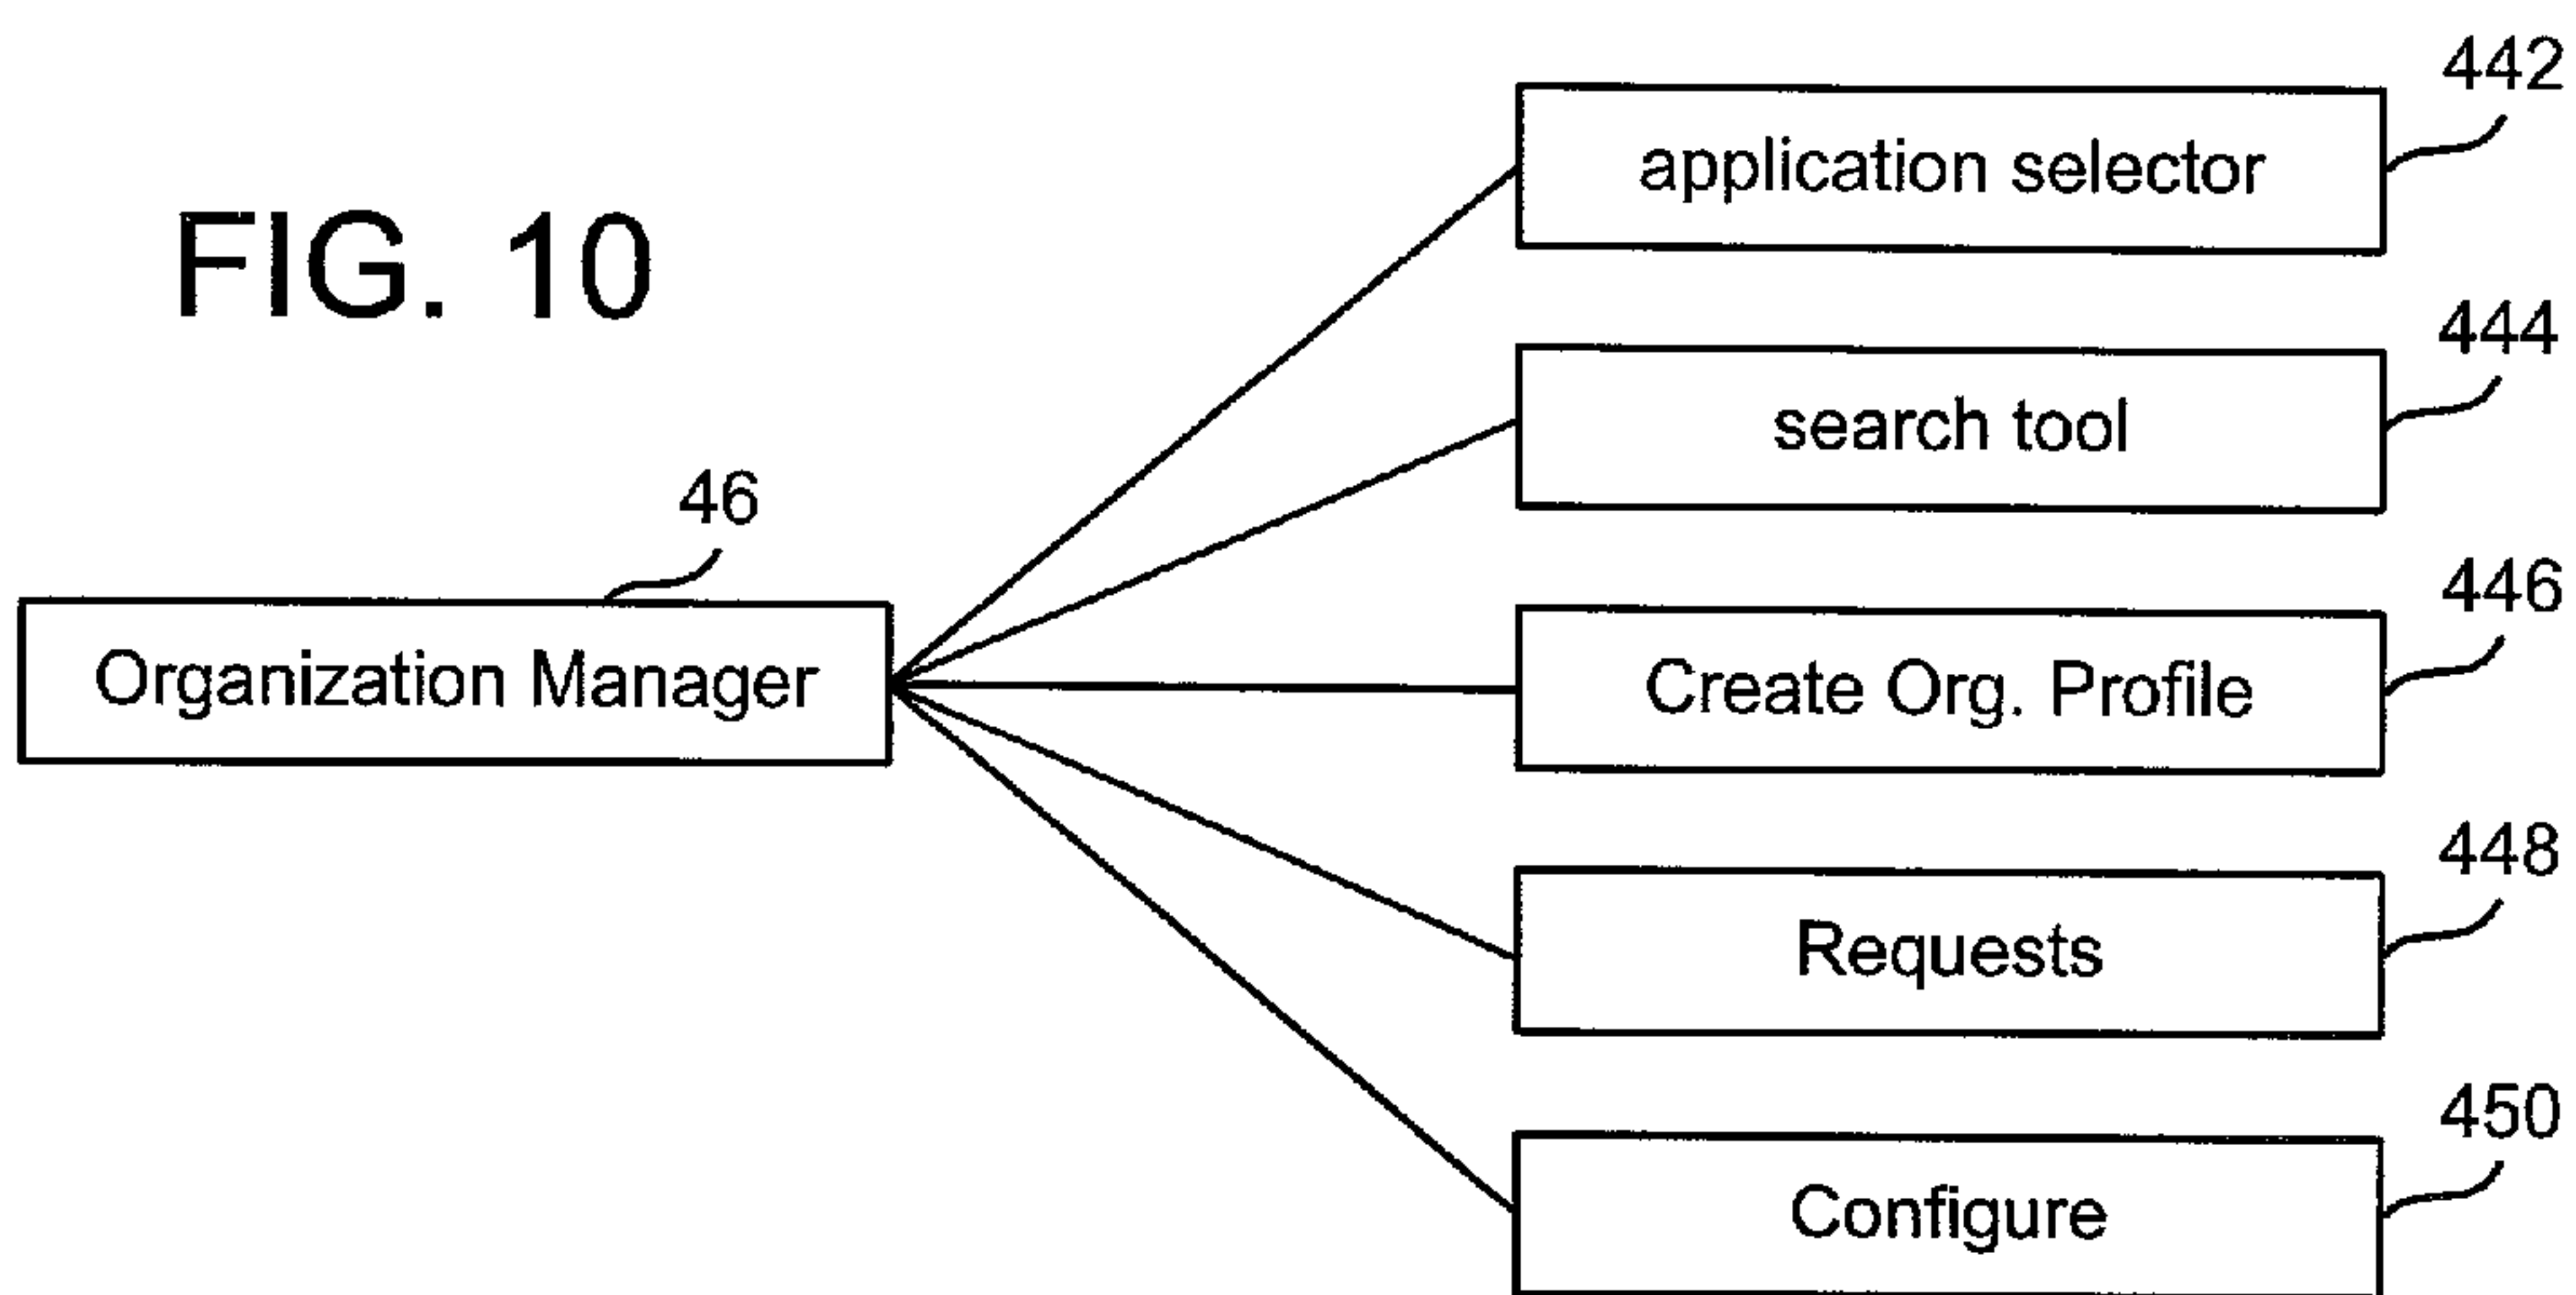 442
application selector
FIG. 10
444
search tool
46
446
Organization Manager
Create Org. Profile
448
Requests
450
Configure